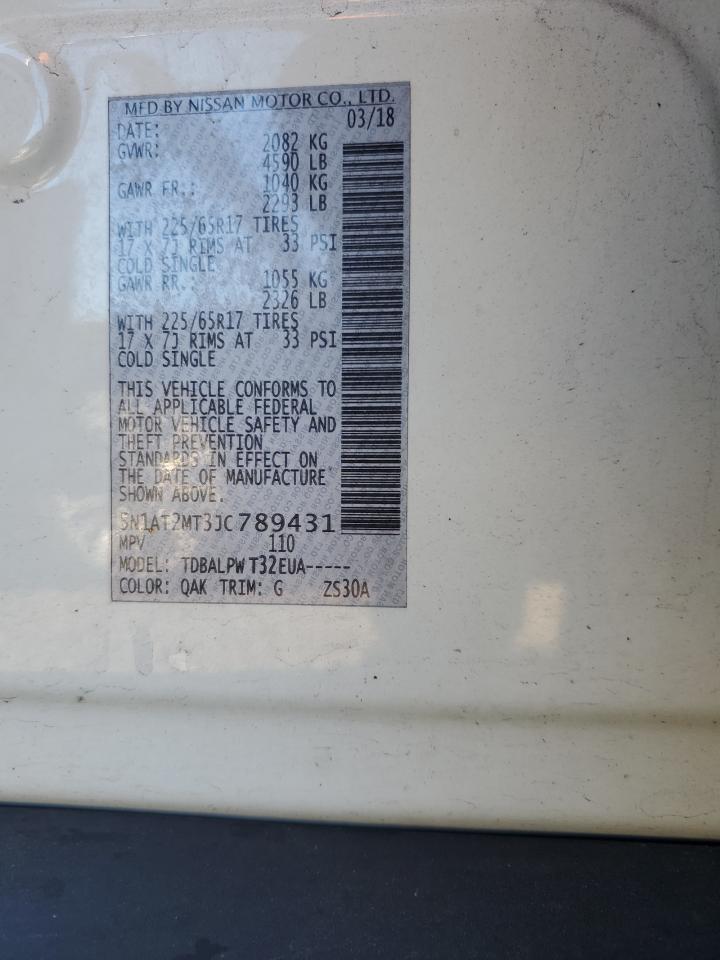 MFD BY NISSAN MOTOR CO., LTD.
DATE: 03/18
GVWR: 2082 KG
4590 LB
GAWR FR.: 1040 KG
2293 LB
WITH 225/65R17 TIRES
17 X 7J RIMS AT 33 PSI
COLD SINGLE
GAWR RR.: 1055 KG
2326 LB
WITH 225/65R17 TIRES
17 X 7J RIMS AT 33 PSI
COLD SINGLE
THIS VEHICLE CONFORMS TO
ALL APPLICABLE FEDERAL
MOTOR VEHICLE SAFETY AND
THEFT PREVENTION
STANDARDS IN EFFECT ON
THE DATE OF MANUFACTURE
SHOWN ABOVE.
5N1AT2MT3JC789431
MPV 110
MODEL: TDBALPW T32EUA-----
COLOR: QAK TRIM: G ZS30A